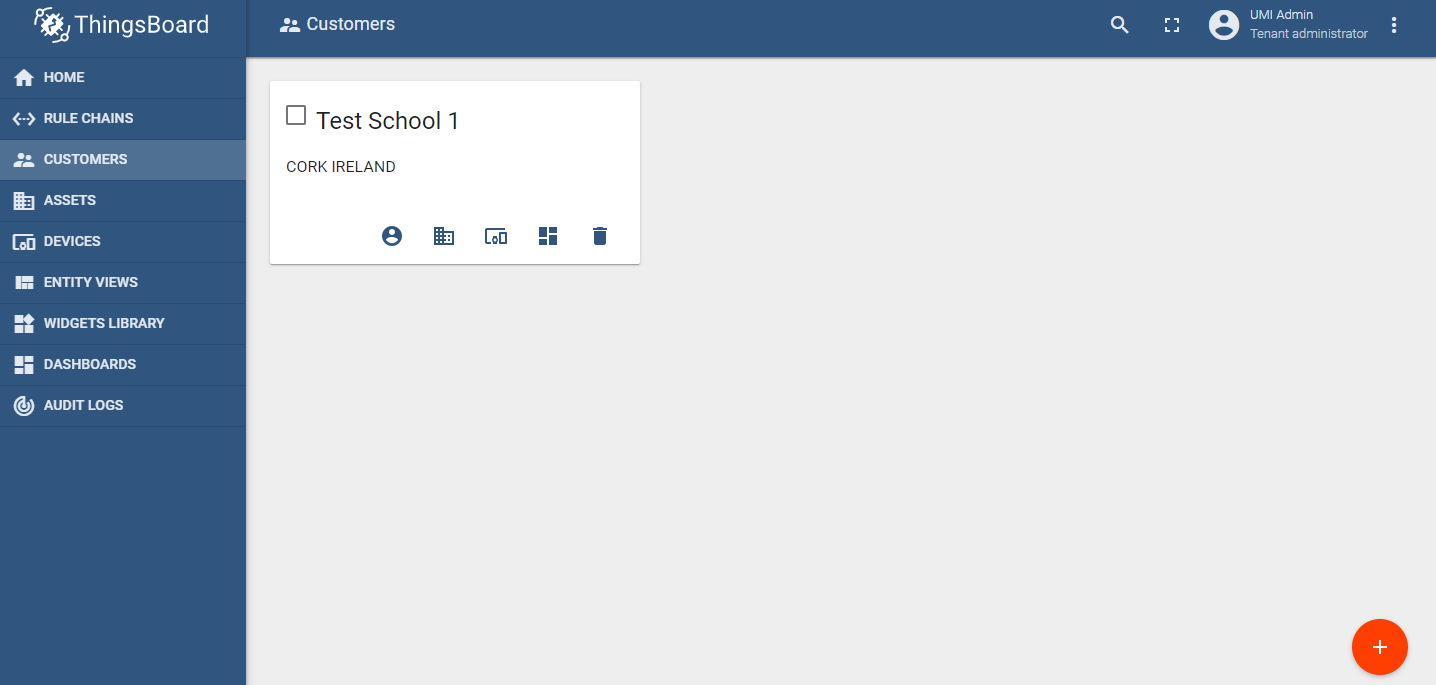 ThingsBoard
Customers
UMI Admin
Tenant administrator
HOME
RULE CHAINS
CUSTOMERS
ASSETS
DEVICES
ENTITY VIEWS
WIDGETS LIBRARY
DASHBOARDS
AUDIT LOGS
Test School 1
CORK IRELAND